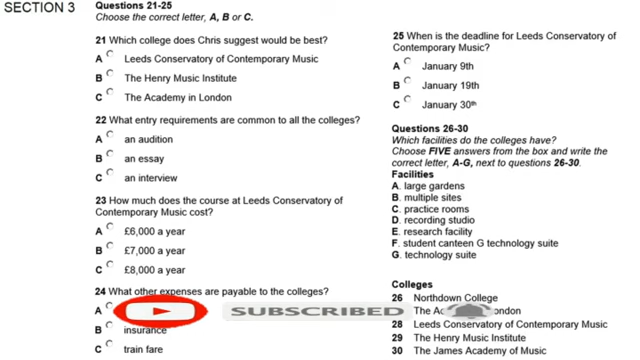 SECTION 3
Questions 21-25
Choose the correct letter, A, B or C.
21 Which college does Chris suggest would be best?
A Leeds Conservatory of Contemporary Music
B The Henry Music Institute
C The Academy in London
22 What entry requirements are common to all the colleges?
A an audition
B an essay
C an interview
23 How much does the course at Leeds Conservatory of
Contemporary Music cost?
A £6,000 a year
B £7,000 a year
C £8,000 a year
24 What other expenses are payable to the colleges?
A
B insurance
C train fare
25 When is the deadline for Leeds Conservatory of
Contemporary Music?
A January 9th
B January 19th
C January 30th
Questions 26-30
Which facilities do the colleges have?
Choose FIVE answers from the box and write the
correct letter, A-G, next to questions 26-30.
Facilities
A. large gardens
B. multiple sites
C. practice rooms
D. recording studio
E. research facility
F. student canteen G technology suite
G. technology suite
Colleges
26 Northdown College
The
28 Leeds Conservatory of Contemporary Music
29 The Henry Music Institute
30 The James Academy of Music
SUBSCRIBED